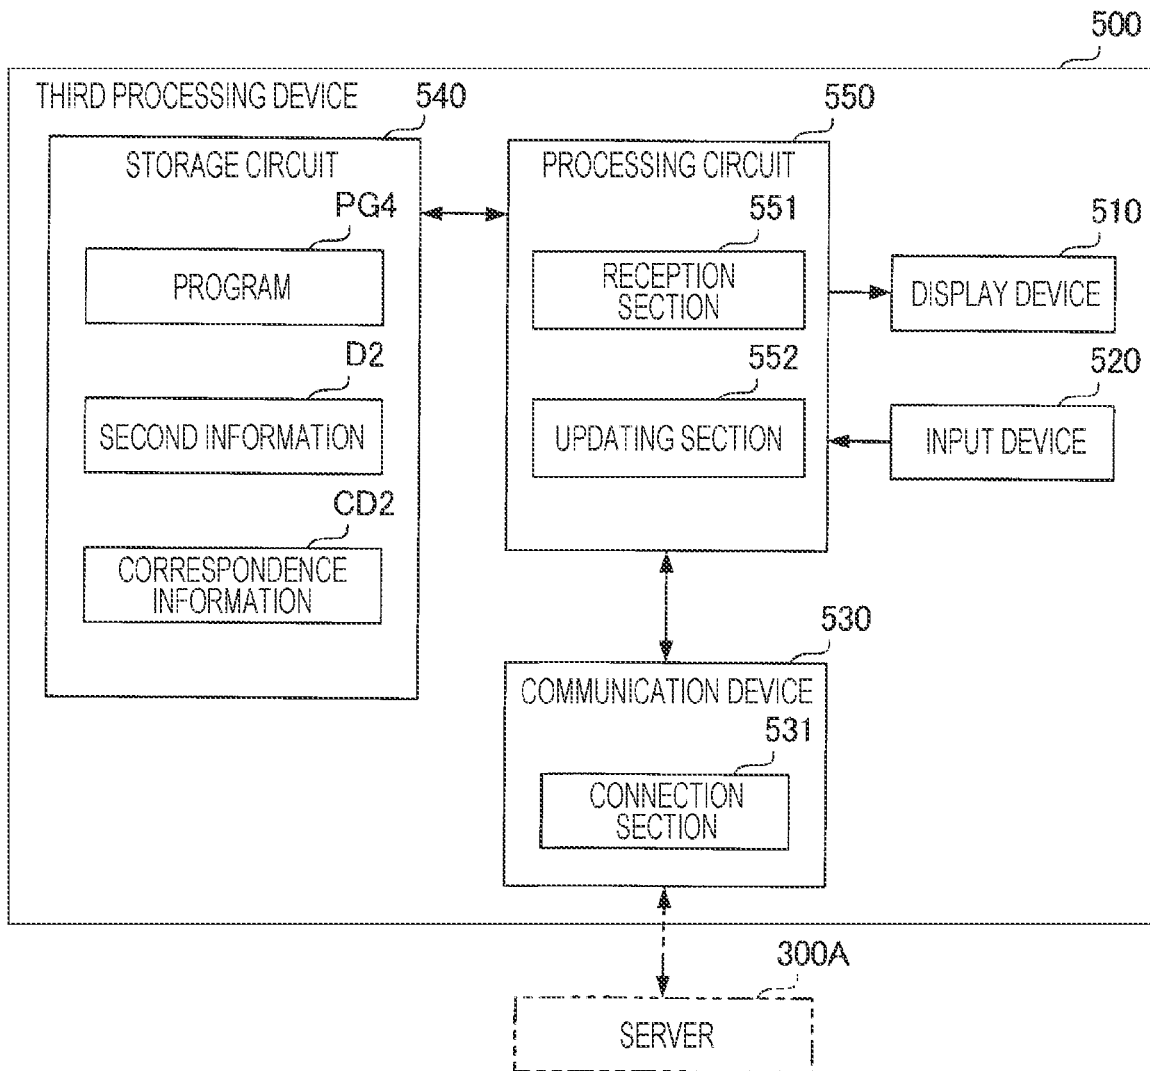 500
THIRD PROCESSING DEVICE
540
550
STORAGE CIRCUIT
PROCESSING CIRCUIT
PG4
551
510
PROGRAM
RECEPTION
SECTION
DISPLAY DEVICE
D2
552
520
SECOND INFORMATION
UPDATING SECTION
INPUT DEVICE
CD2
CORRESPONDENCE
INFORMATION
530
COMMUNICATION DEVICE
531
CONNECTION
SECTION
300A
SERVER